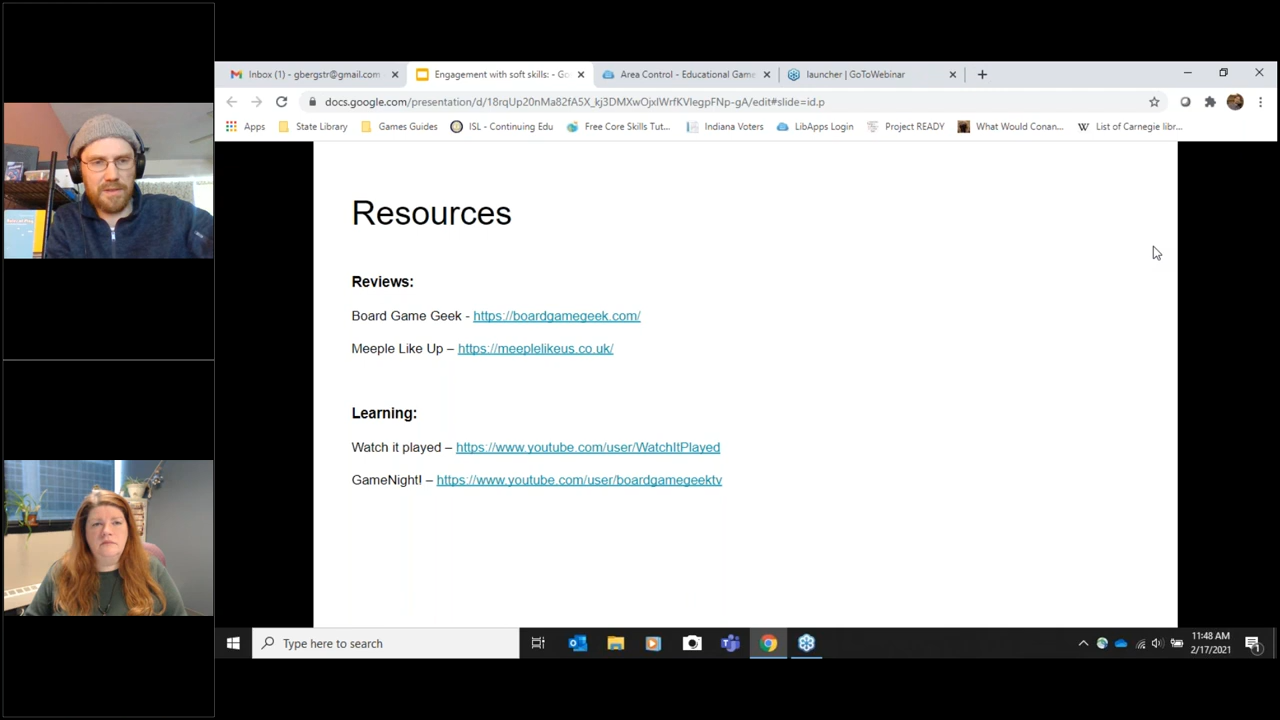 Inbox (1) - gbergstr@gmail.com
Engagement with soft skills: - Go
Area Control - Educational Game
launcher | GoToWebinar
docs.google.com/presentation/d/18rqUp20nMa82fA5X_kj3DMXwOjxIWrfKVlegpFNp-gA/edit#slide=id.p
Apps
State Library
Games Guides
ISL - Continuing Edu
Free Core Skills Tut...
Indiana Voters
LibApps Login
Project READY
What Would Conan...
List of Carnegie libr...
Resources
Reviews:
Board Game Geek - https://boardgamegeek.com/
Meeple Like Up – https://meeplelikeus.co.uk/
Learning:
Watch it played – https://www.youtube.com/user/WatchItPlayed
GameNight! – https://www.youtube.com/user/boardgamegeektv
Type here to search
11:48 AM
2/17/2021
1